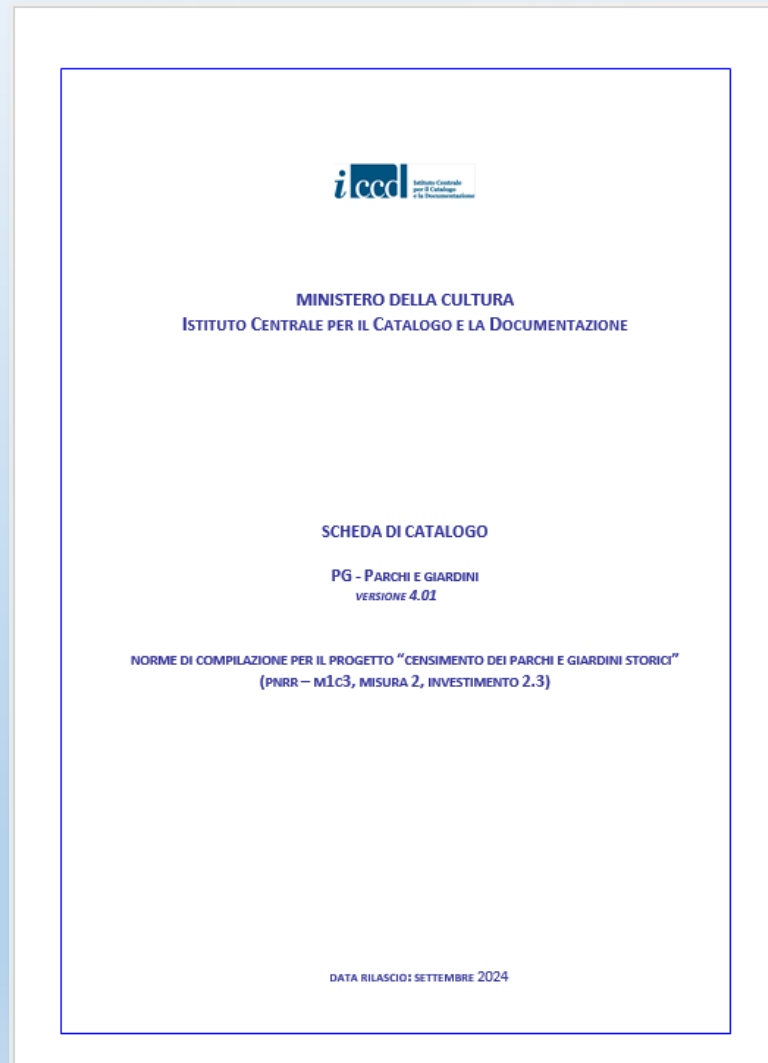 iccd
Istituto Centrale
per il Catalogo
e la Documentazione
MINISTERO DELLA CULTURA
ISTITUTO CENTRALE PER IL CATALOGO E LA DOCUMENTAZIONE
SCHEDA DI CATALOGO
PG - PARCHI E GIARDINI
VERSIONE 4.01
NORME DI COMPILAZIONE PER IL PROGETTO “CENSIMENTO DEI PARCHI E GIARDINI STORICI”
(PNRR – M1C3, MISURA 2, INVESTIMENTO 2.3)
DATA RILASCIO: SETTEMBRE 2024